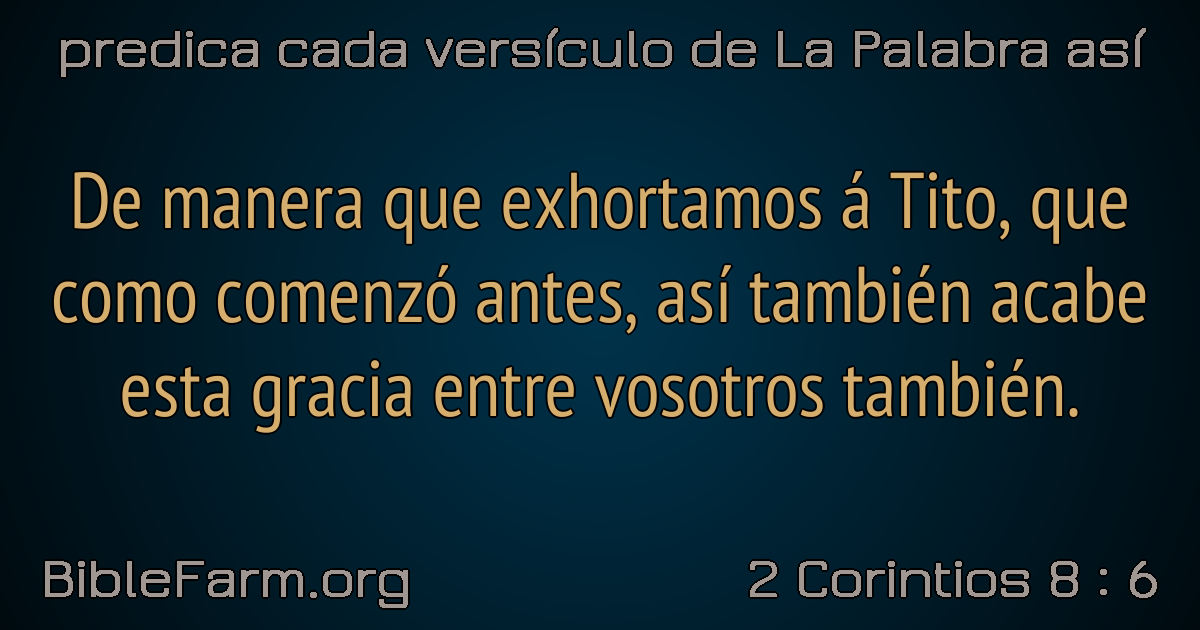 predica cada versículo de La Palabra así
De manera que exhortamos á Tito, que
como comenzó antes, así también acabe
esta gracia entre vosotros también.
BibleFarm.org
2 Corintios 8 : 6